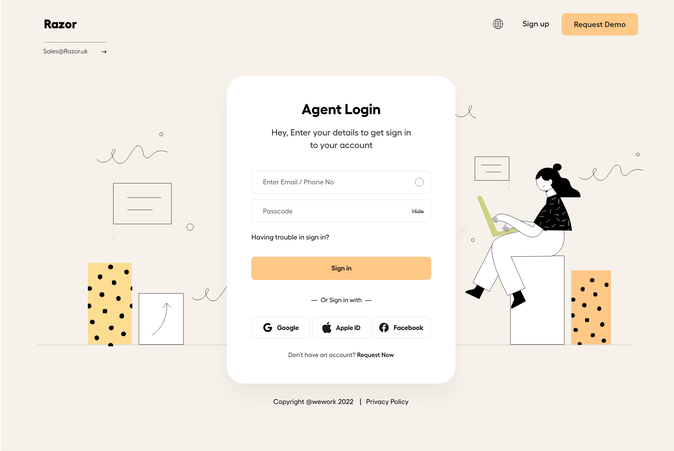 Razor
Sign up
Request Demo
Sales@Razor.uk
Agent Login
Hey, Enter your details to get sign in
to your account
Enter Email / Phone No
Passcode
Hide
Having trouble in sign in?
Sign in
Or Sign in with
Google
Apple ID
Facebook
Don't have an account? Request Now
Copyright @wework 2022 | Privacy Policy